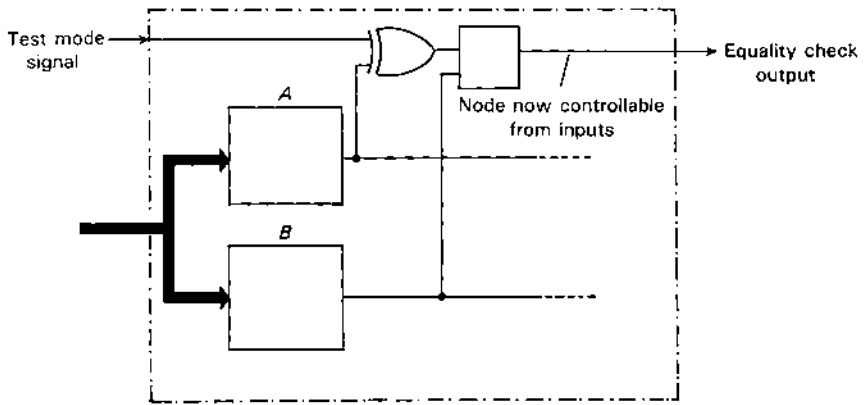 Test mode
signal
A
B
Node now controllable
from inputs
Equality check
output